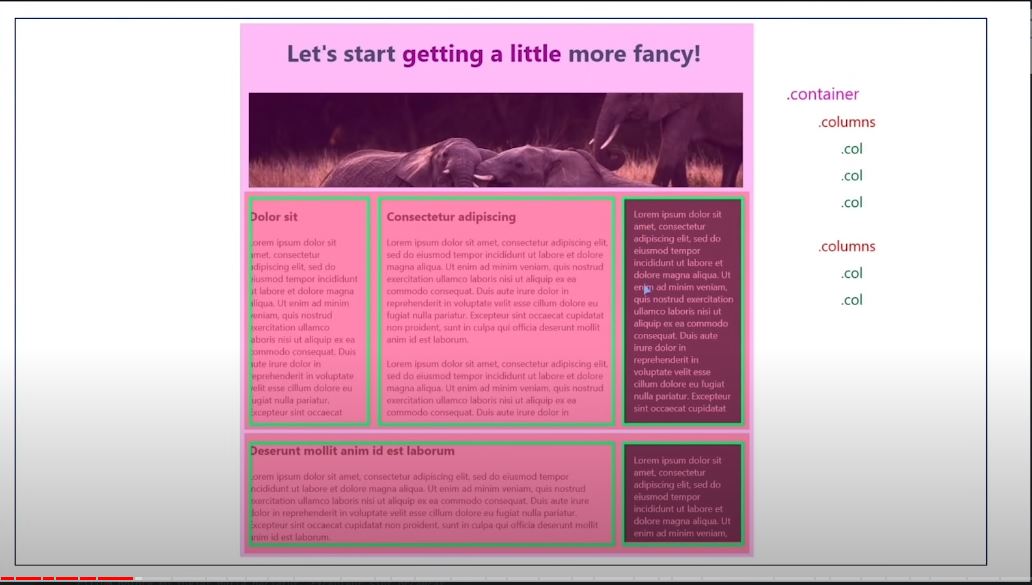 Let's start getting a little more fancy!
.container
.columns
.col
.col
.col
.columns
.col
.col
Dolor sit
Lorem ipsum dolor sit
amet, consectetur
adipiscing elit, sed do
eiusmod tempor incididunt
ut labore et dolore magna
aliqua. Ut enim ad minim
veniam, quis nostrud
exercitation ullamco
laboris nisi ut aliquip ex ea
commodo consequat. Duis
aute irure dolor in
reprehenderit in voluptate
velit esse cillum dolore eu
fugiat nulla pariatur.
Excepteur sint occaecat
Consectetur adipiscing
Lorem ipsum dolor sit amet, consectetur adipiscing elit,
sed do eiusmod tempor incididunt ut labore et dolore
magna aliqua. Ut enim ad minim veniam, quis nostrud
exercitation ullamco laboris nisi ut aliquip ex ea
commodo consequat. Duis aute irure dolor in
reprehenderit in voluptate velit esse cillum dolore eu
fugiat nulla pariatur. Excepteur sint occaecat cupidatat
non proident, sunt in culpa qui officia deserunt mollit
anim id est laborum.
Lorem ipsum dolor sit amet, consectetur adipiscing elit,
sed do eiusmod tempor incididunt ut labore et dolore
magna aliqua. Ut enim ad minim veniam, quis nostrud
exercitation ullamco laboris nisi ut aliquip ex ea
commodo consequat. Duis aute irure dolor in
Lorem ipsum dolor sit
amet, consectetur
adipiscing elit, sed do
eiusmod tempor
incididunt ut labore et
dolore magna aliqua. Ut
enim ad minim veniam,
quis nostrud exercitation
ullamco laboris nisi ut
aliquip ex ea commodo
consequat. Duis aute
irure dolor in
reprehenderit in
voluptate velit esse
cillum dolore eu fugiat
nulla pariatur. Excepteur
sint occaecat cupidatat
Deserunt mollit anim id est laborum
Lorem ipsum dolor sit amet, consectetur adipiscing elit, sed do eiusmod tempor
incididunt ut labore et dolore magna aliqua. Ut enim ad minim veniam, quis nostrud
exercitation ullamco laboris nisi ut aliquip ex ea commodo consequat. Duis aute irure
dolor in reprehenderit in voluptate velit esse cillum dolore eu fugiat nulla pariatur.
Excepteur sint occaecat cupidatat non proident, sunt in culpa qui officia deserunt mollit
anim id est laborum.
Lorem ipsum dolor sit
amet, consectetur
adipiscing elit, sed do
eiusmod tempor
incididunt ut labore et
dolore magna aliqua. Ut
enim ad minim veniam,